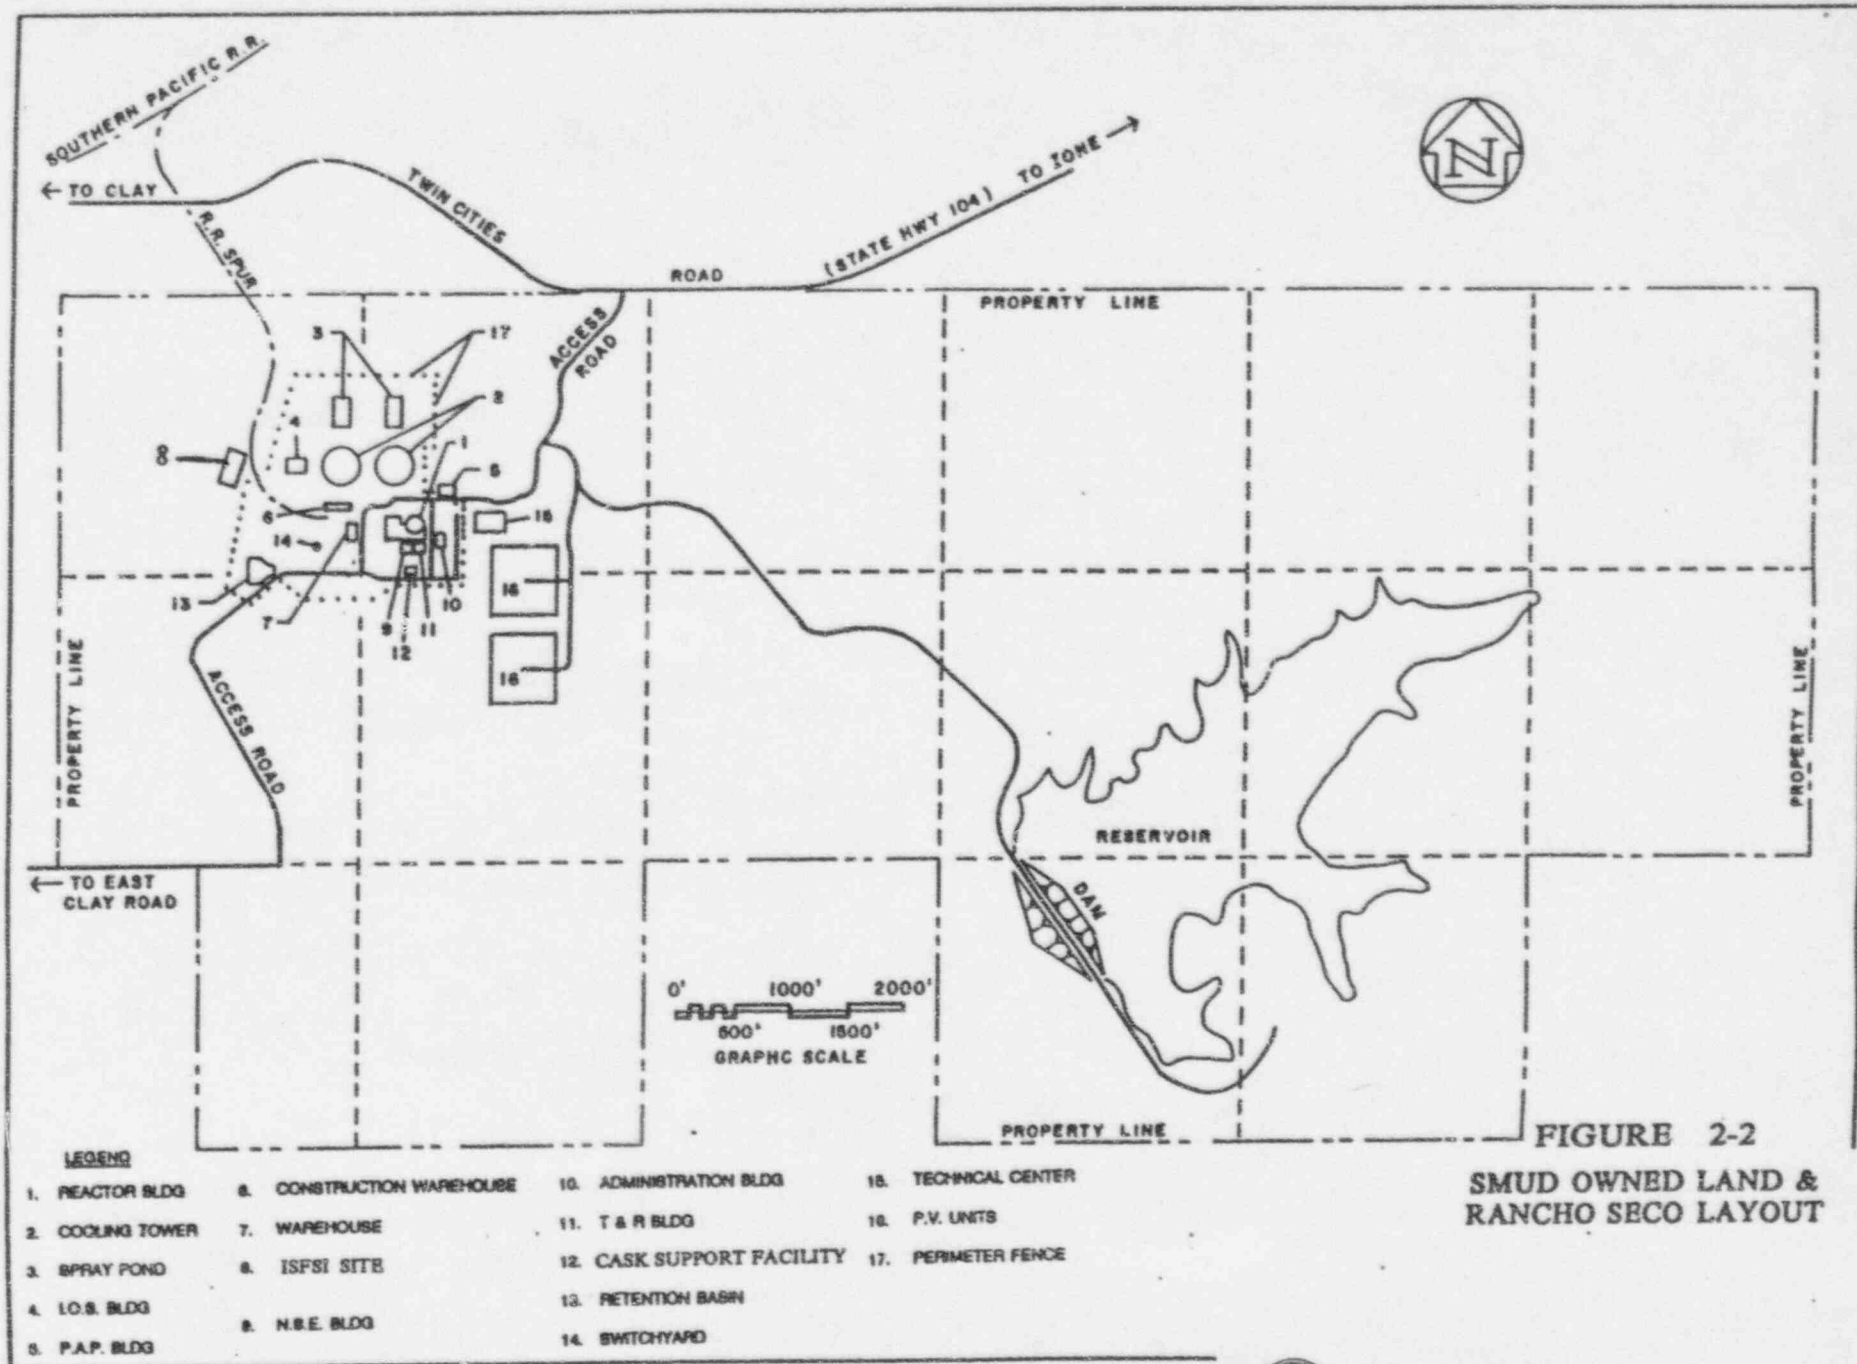 SOUTHERN PACIFIC R.R.
← TO CLAY
R.R. SPUR
TWIN CITIES
ROAD
(STATE HWY 104) TO IONE →
N
ACCESS
ROAD
PROPERTY LINE
3
17
2
4
1
8
5
6
15
14
16
13
7
9
11
10
12
16
PROPERTY LINE
PROPERTY LINE
ACCESS ROAD
RESERVOIR
← TO EAST
CLAY ROAD
DAM
0' 1000' 2000'
500' 1500'
GRAPHC SCALE
PROPERTY LINE
FIGURE 2-2
SMUD OWNED LAND &
RANCHO SECO LAYOUT
LEGEND
1. REACTOR BLDG
2. COOLING TOWER
3. SPRAY POND
4. I.O.S. BLDG
5. P.A.P. BLDG
6. CONSTRUCTION WAREHOUSE
7. WAREHOUSE
8. ISFSI SITE
9. N.S.E. BLDG
10. ADMINISTRATION BLDG
11. T & R BLDG
12. CASK SUPPORT FACILITY
13. RETENTION BASIN
14. SWITCHYARD
15. TECHNICAL CENTER
16. P.V. UNITS
17. PERIMETER FENCE